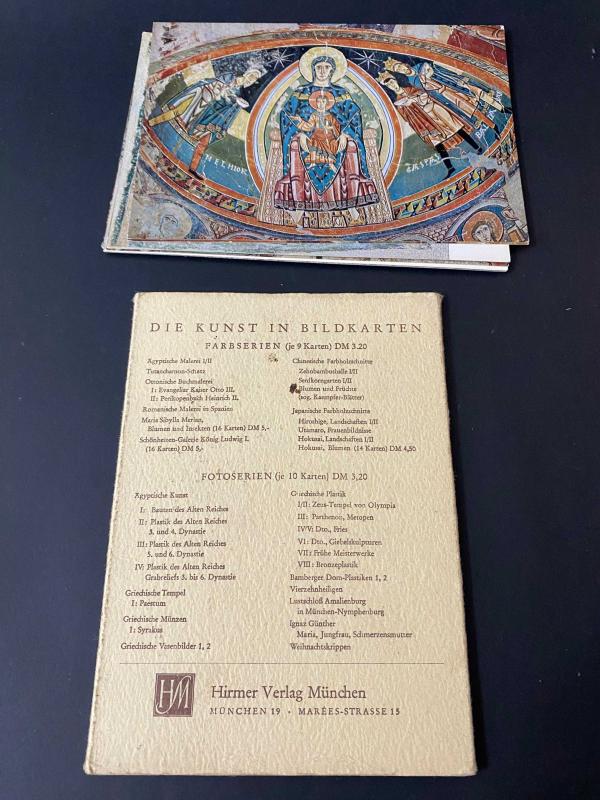 MELHIOR
GASPAS
BALDASAR
DIE KUNST IN BILDKARTEN
FARBSERIEN (je 9 Karten) DM 3.20
Ägyptische Malerei I/II
Tutanchamon-Schatz
Ottonische Buchmalerei
I: Evangeliar Kaiser Otto III.
II: Perikopenbuch Heinrich II.
Romanische Malerei in Spanien
Maria Sibylla Merian,
Blumen und Insekten (16 Karten) DM 5,-
Schönheiten-Galerie König Ludwig I.
(16 Karten) DM 5,-
Chinesische Farbholzschnitte
Zehnbambushalle I/II
Senfkorngarten I/II
Blumen und Früchte
(sog. Kaempfer-Blätter)
Japanische Farbholzschnitte
Hiroshige, Landschaften I/II
Utamaro, Frauenbildnisse
Hokusai, Landschaften I/II
Hokusai, Blumen (14 Karten) DM 4,50
FOTOSERIEN (je 10 Karten) DM 3,20
Ägyptische Kunst
I: Bauten des Alten Reiches
II: Plastik des Alten Reiches
3. und 4. Dynastie
III: Plastik des Alten Reiches
5. und 6. Dynastie
IV: Plastik des Alten Reiches
Grabreliefs 3. bis 6. Dynastie
Griechische Tempel
I: Paestum
Griechische Münzen
I: Syrakus
Griechische Vasenbilder 1, 2
Griechische Plastik
I/II: Zeus-Tempel von Olympia
III: Parthenon, Metopen
IV/V: Dto., Fries
VI: Dto., Giebelskulpturen
VII: Frühe Meisterwerke
VIII: Bronzeplastik
Bamberger Dom-Plastiken 1, 2
Vierzehnheiligen
Lustschloß Amalienburg
in München-Nymphenburg
Ignaz Günther
Maria, Jungfrau, Schmerzensmutter
Weihnachtskrippen
HM
Hirmer Verlag München
MÜNCHEN 19 · MARÉES-STRASSE 15